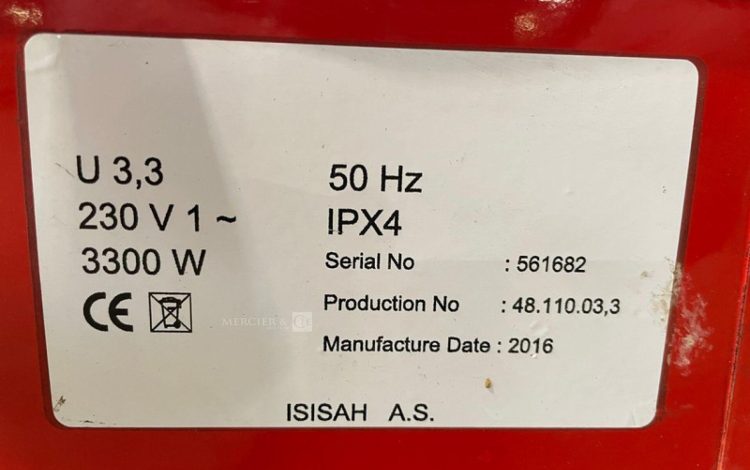 U 3,3
230 V 1 ~
3300 W
CE
50 Hz
IPX4
Serial No : 561682
Production No : 48.110.03,3
Manufacture Date : 2016
MERCIER &
ISISAH A.S.